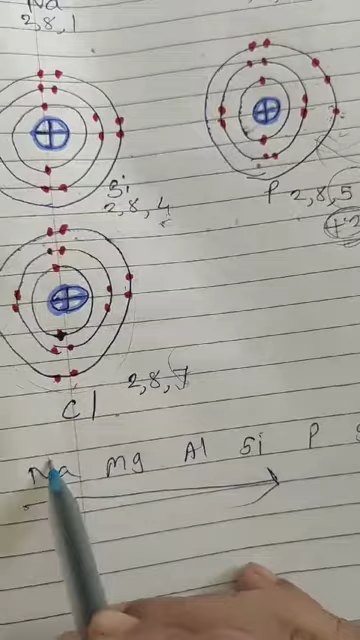 Na
2,8,1
Si
2,8,4
P 2,8,5
Cl
2,8,7
Na Mg Al Si P